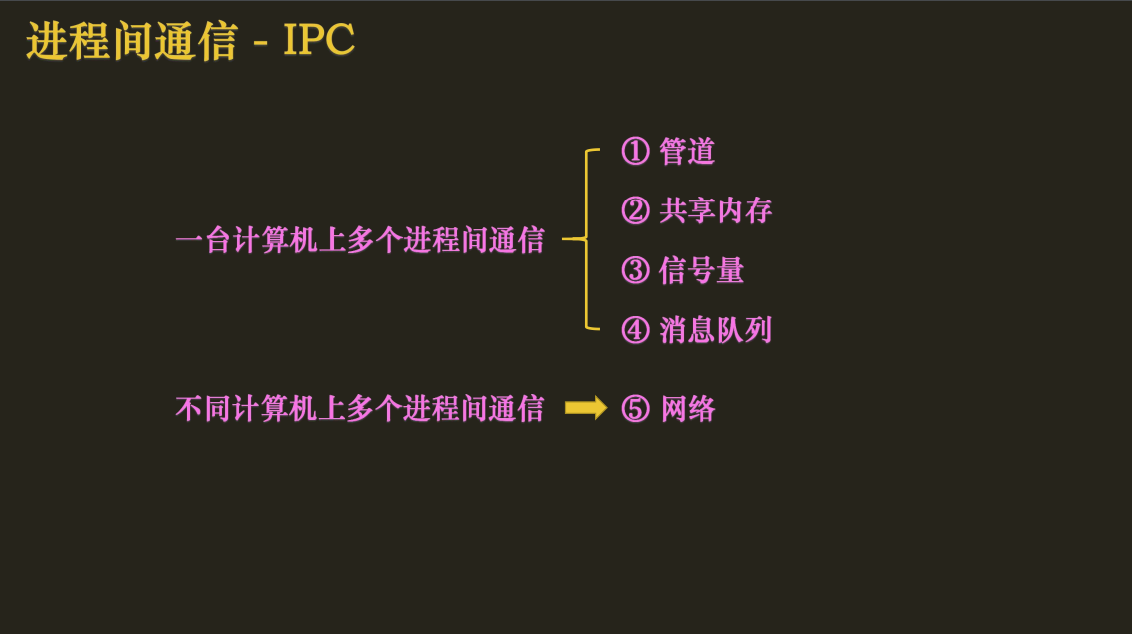 进程间通信 - IPC
① 管道
② 共享内存
一台计算机上多个进程间通信
③ 信号量
④ 消息队列
不同计算机上多个进程间通信
⑤ 网络